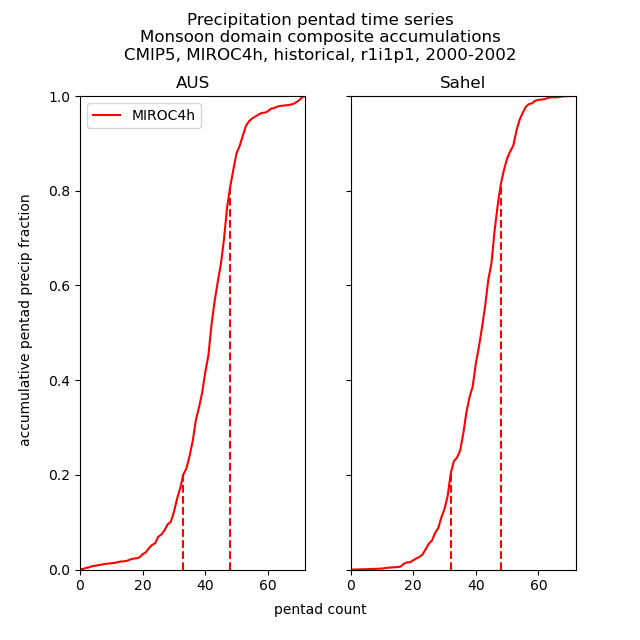 Precipitation pentad time series
Monsoon domain composite accumulations
CMIP5, MIROC4h, historical, r1i1p1, 2000-2002
AUS
Sahel
MIROC4h
accumulative pentad precip fraction
1.0
0.8
0.6
0.4
0.2
0.0
0 20 40 60
0 20 40 60
pentad count